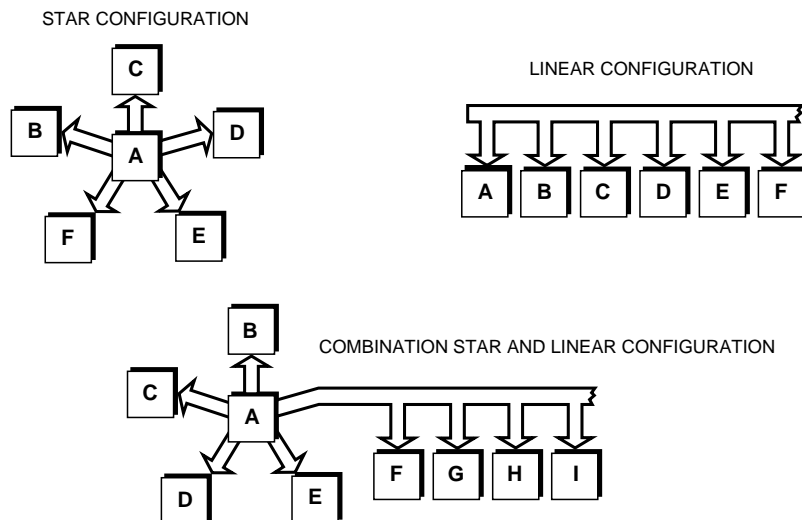 STAR CONFIGURATION
C
B
D
A
F
E
LINEAR CONFIGURATION
A B C D E F
COMBINATION STAR AND LINEAR CONFIGURATION
B
C
A
D
E
F G H I